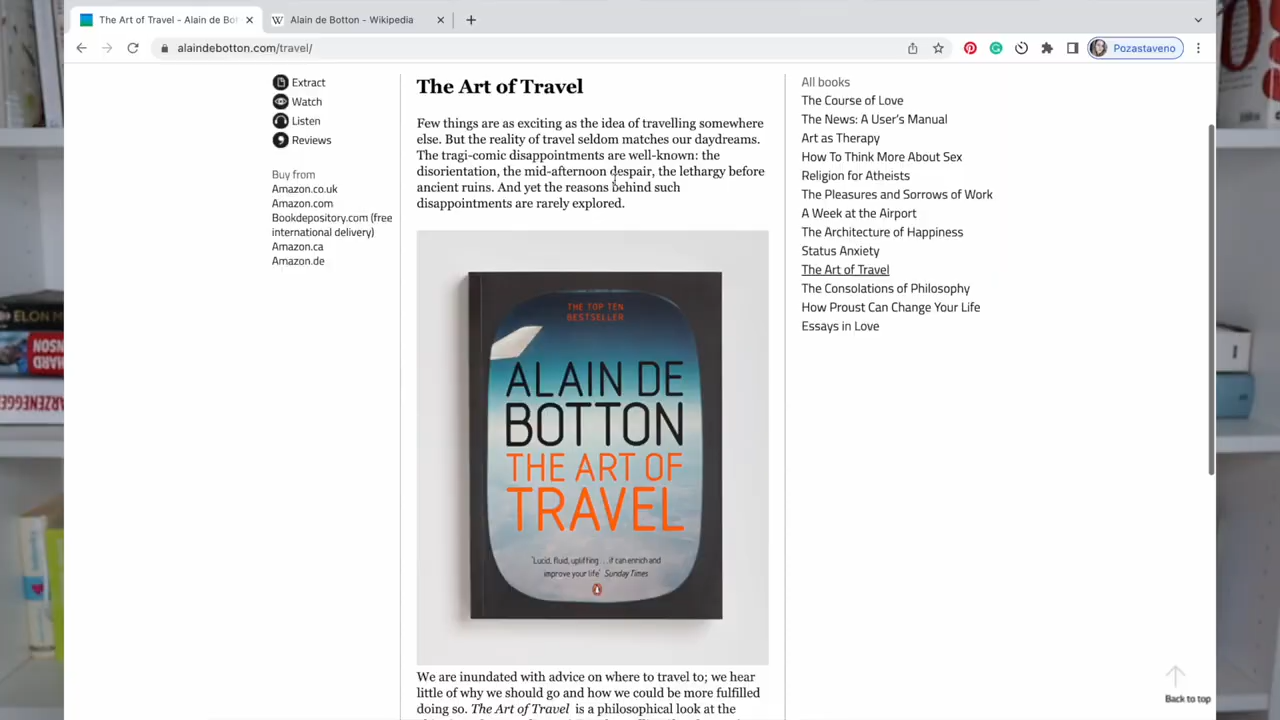 The Art of Travel - Alain de Bot
Alain de Botton - Wikipedia
alaindebotton.com/travel/
Pozastaveno
Extract
Watch
Listen
Reviews
Buy from
Amazon.co.uk
Amazon.com
Bookdepository.com (free
international delivery)
Amazon.ca
Amazon.de
The Art of Travel
Few things are as exciting as the idea of travelling somewhere
else. But the reality of travel seldom matches our daydreams.
The tragi-comic disappointments are well-known: the
disorientation, the mid-afternoon despair, the lethargy before
ancient ruins. And yet the reasons behind such
disappointments are rarely explored.
THE TOP TEN
BESTSELLER
ALAIN DE
BOTTON
THE ART OF
TRAVEL
'Lucid, fluid, uplifting . . . it can enrich and
improve your life' Sunday Times
We are inundated with advice on where to travel to; we hear
little of why we should go and how we could be more fulfilled
doing so. The Art of Travel is a philosophical look at the
All books
The Course of Love
The News: A User's Manual
Art as Therapy
How To Think More About Sex
Religion for Atheists
The Pleasures and Sorrows of Work
A Week at the Airport
The Architecture of Happiness
Status Anxiety
The Art of Travel
The Consolations of Philosophy
How Proust Can Change Your Life
Essays in Love
Back to top
ELON M